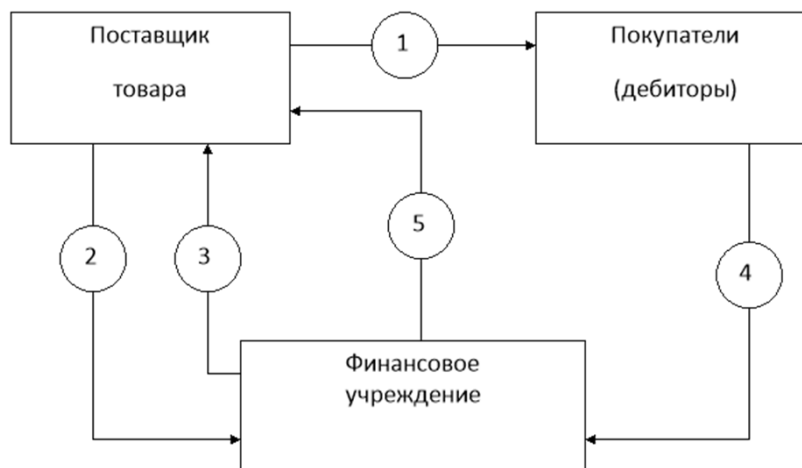 Поставщик
товара
1
Покупатели
(дебиторы)
2
3
5
4
Финансовое
учреждение